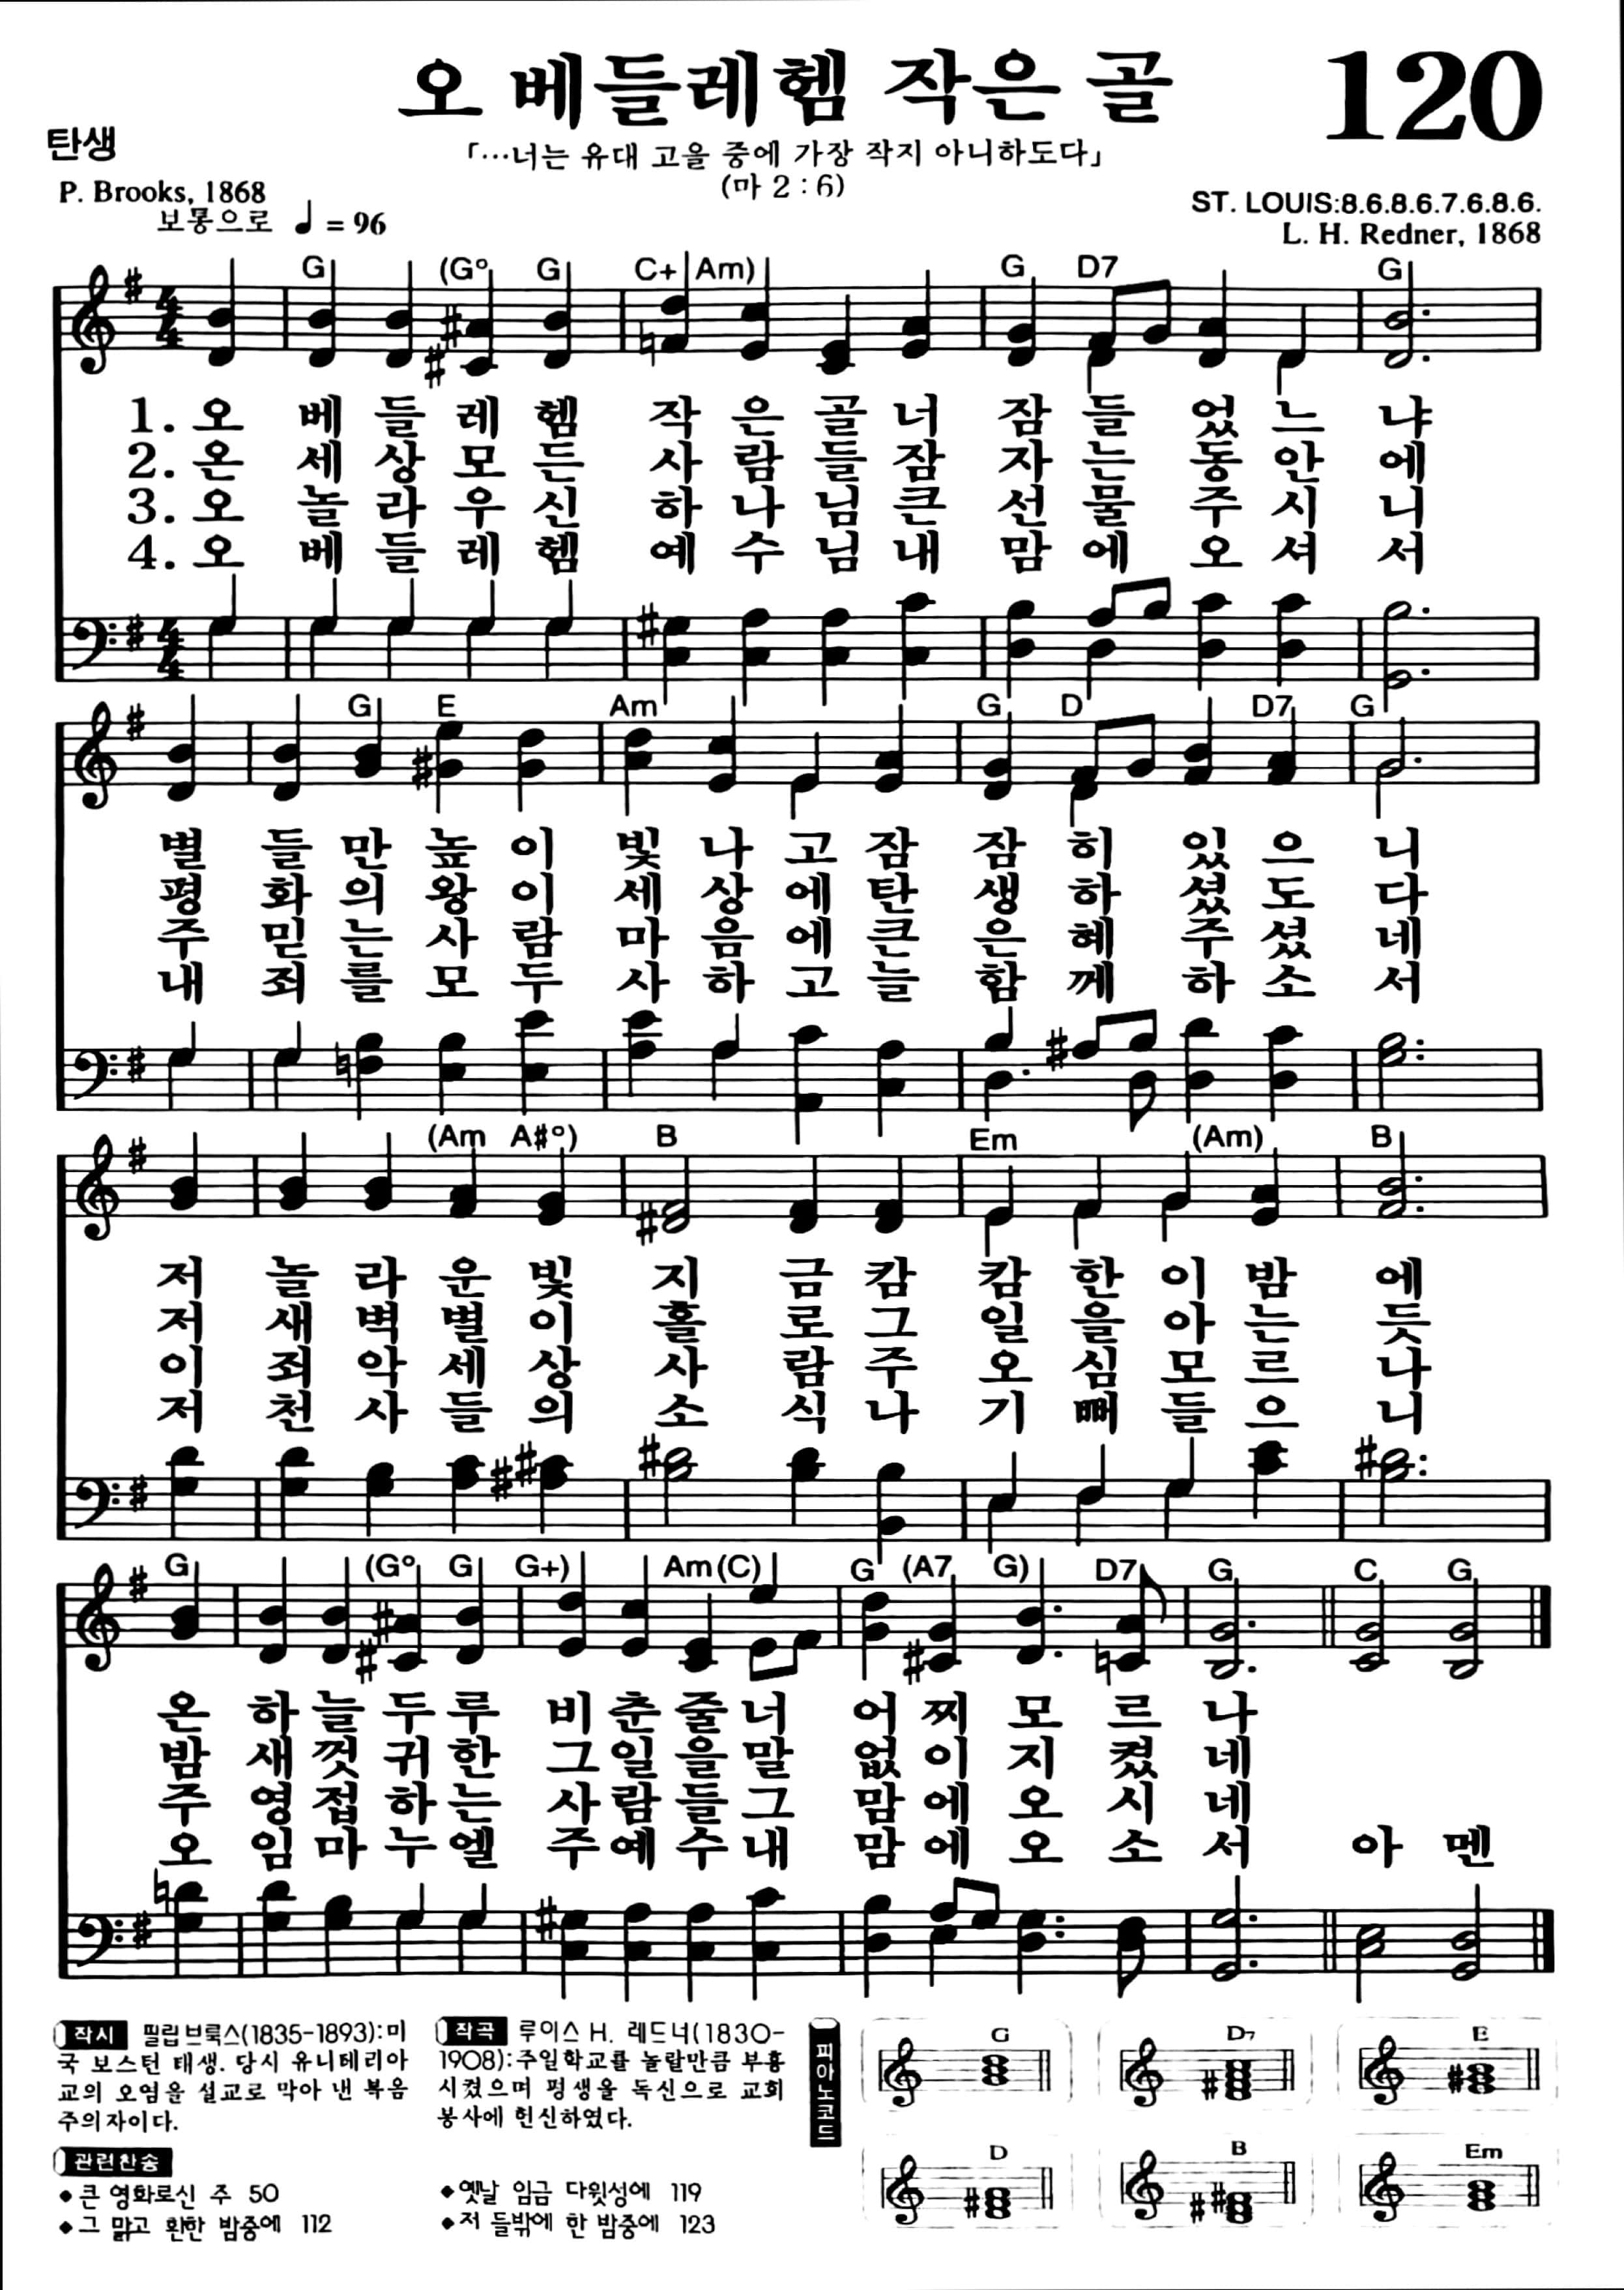 오 베들레헴 작은 골
120
탄생
「…너는 유대 고을 중에 가장 작지 아니하도다」
(마 2 : 6)
P. Brooks, 1868
보통으로 ♩ = 96
ST. LOUIS:8.6.8.6.7.6.8.6.
L. H. Redner, 1868
G (G° G C+ Am) G D7 G
1. 오 베 들 레 헴 작 은 골 너 잠 들 었 느 냐
2. 온 세 상 모 든 사 람 들 잠 자 는 동 안 에
3. 오 놀 라 우 신 하 나 님 큰 선 물 주 시 니
4. 오 베 들 레 헴 예 수 님 내 맘 에 오 셔 서
G E Am G D D7 G
별 들 만 높 이 빛 나 고 잠 잠 히 있 으 니
평 화 의 왕 이 세 상 에 탄 생 하 셨 도 다
주 믿 는 사 람 마 음 에 큰 은 혜 주 셨 네
내 죄 를 모 두 사 하 고 늘 함 께 하 소 서
(Am A#°) B Em (Am) B
저 놀 라 운 빛 지 금 캄 캄 한 이 밤 에
저 새 벽 별 이 홀 로 그 일 을 아 는 듯
이 죄 악 세 상 사 람 주 오 심 모 르 나
저 천 사 들 의 소 식 나 기 뻐 들 으 니
G (G° G G+) Am (C) G (A7 G) D7 G C G
온 하 늘 두 루 비 춘 줄 너 어 찌 모 르 나
밤 새 껏 귀 한 그 일 을 말 없 이 지 켰 네
주 영 접 하 는 사 람 들 그 맘 에 오 시 네
오 임 마 누 엘 주 예 수 내 맘 에 오 소 서 아 멘
작시 필립브룩스(1835-1893):미
국 보스턴 태생. 당시 유니테리아
교의 오염을 설교로 막아 낸 복음
주의자이다.
작곡 루이스 H. 레드너(1830-
1908):주일학교를 놀랄만큼 부흥
시켰으며 평생을 독신으로 교회
봉사에 헌신하였다.
피아노코드
G D7 E
D B Em
관련찬송
• 큰 영화로신 주 50
• 그 맑고 환한 밤중에 112
• 옛날 임금 다윗성에 119
• 저 들밖에 한 밤중에 123